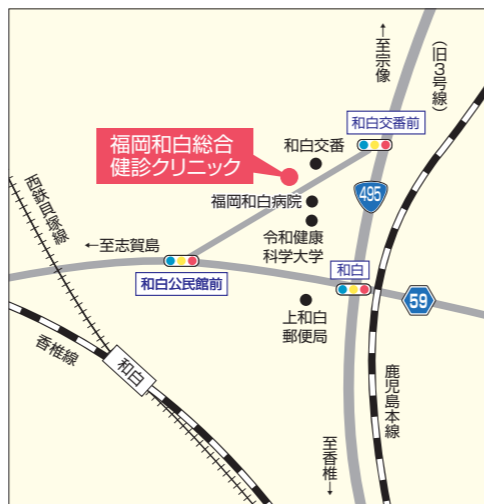 ←至宗像
(旧3号線)
和白交番前
福岡和白総合
健診クリニック
和白交番
495
福岡和白病院
令和健康
科学大学
西鉄貝塚線
←至志賀島
和白公民館前
和白
59
上和白
郵便局
香椎線
和白
鹿児島本線
至香椎→